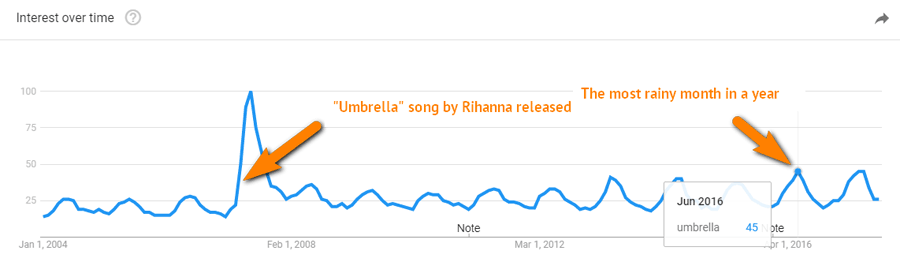 Interest over time
"Umbrella" song by Rihanna released
The most rainy month in a year
100
75
50
25
Jun 2016
umbrella 45
Note
Note
Jan 1, 2004
Feb 1, 2008
Mar 1, 2012
pr 1, 2016